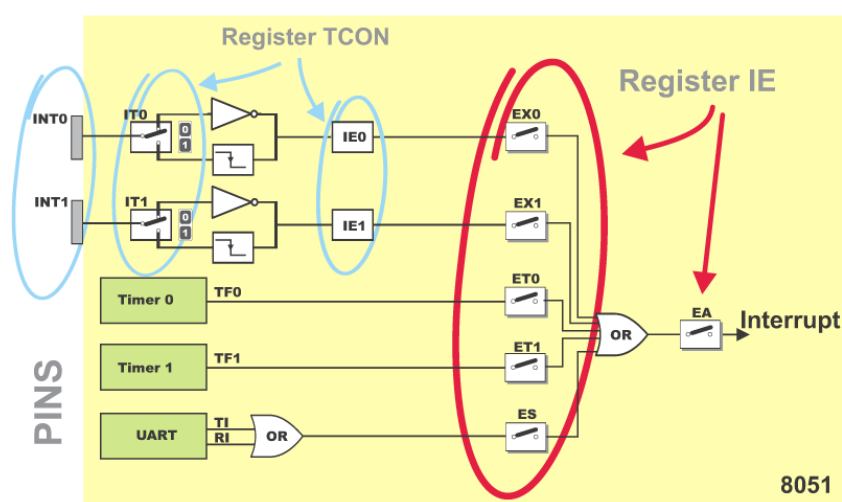 Register TCON
Register IE
INT0
IT0
0
1
IE0
EX0
INT1
IT1
0
1
IE1
EX1
Timer 0
TF0
ET0
OR
EA
Interrupt
Timer 1
TF1
ET1
PINS
UART
TI
RI
OR
ES
8051